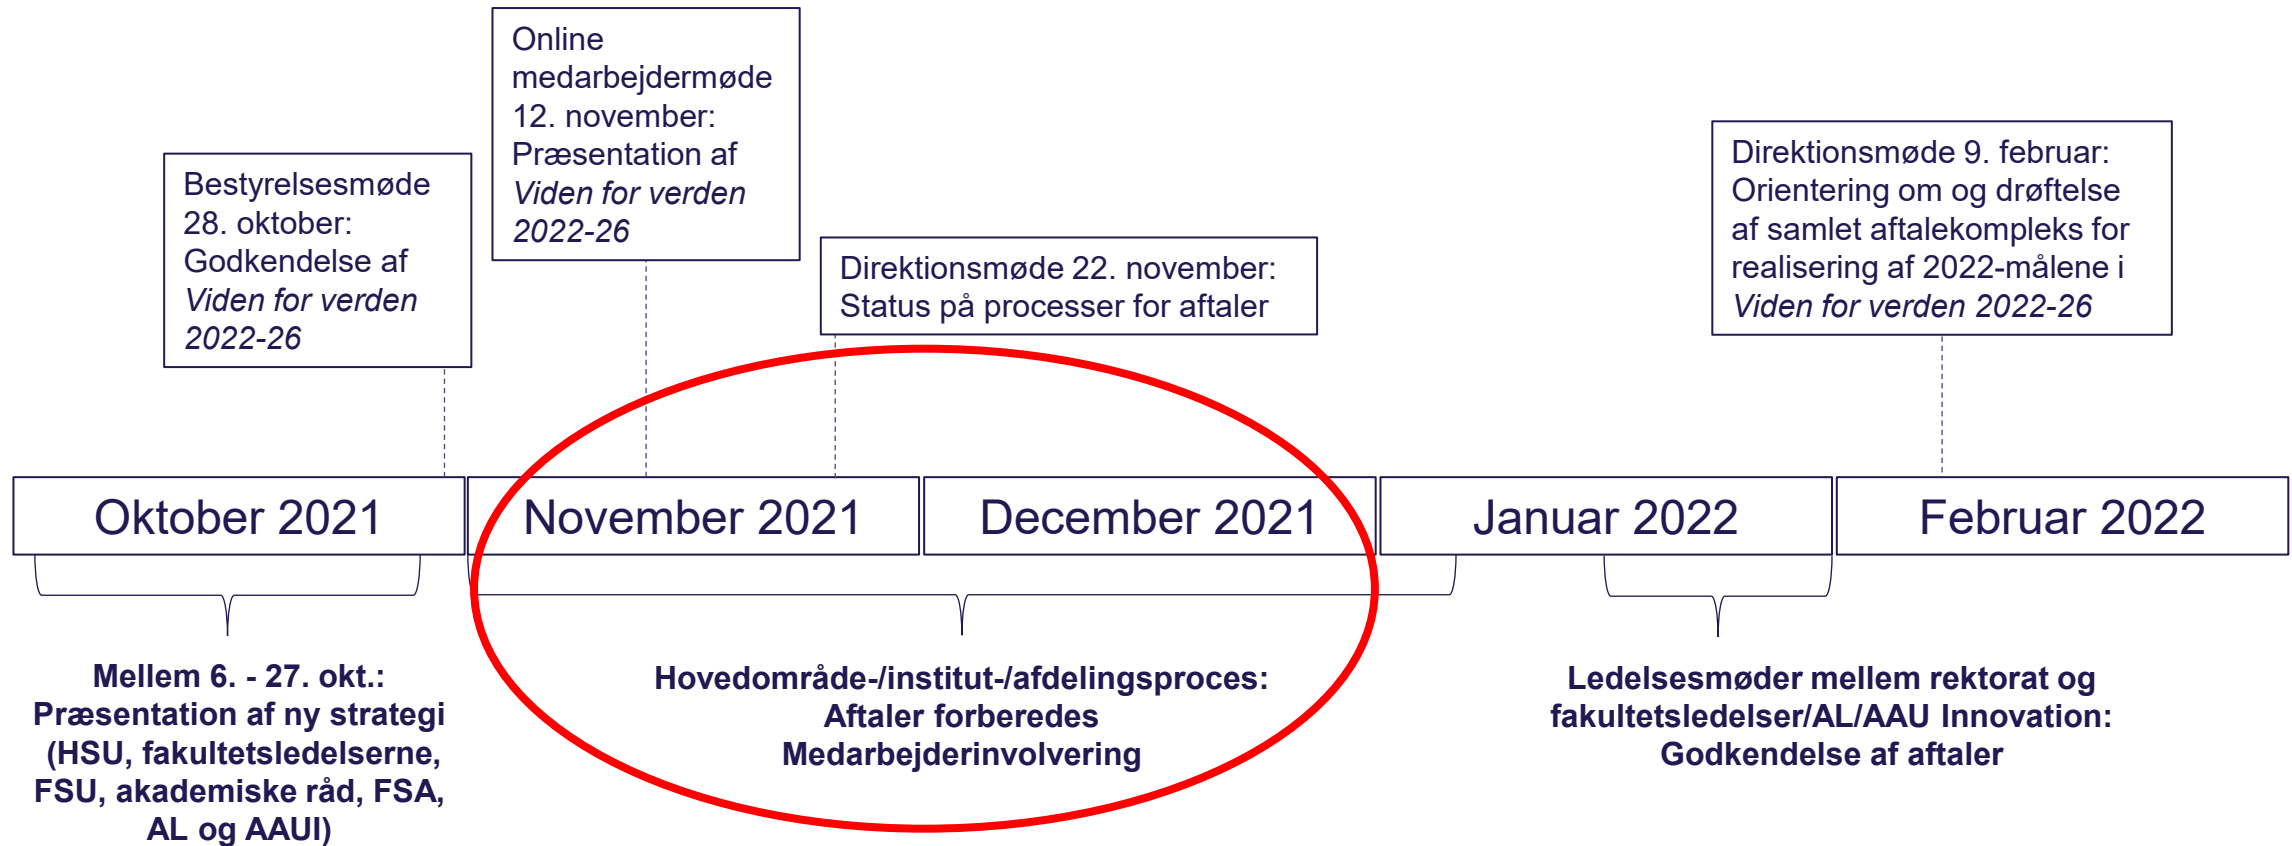 Online
medarbejdermøde
12. november:
Præsentation af
Viden for verden
2022-26
Bestyrelsesmøde
28. oktober:
Godkendelse af
Viden for verden
2022-26
Direktionsmøde 22. november:
Status på processer for aftaler
Direktionsmøde 9. februar:
Orientering om og drøftelse
af samlet aftalekompleks for
realisering af 2022-målene i
Viden for verden 2022-26
Oktober 2021
November 2021
December 2021
Januar 2022
Februar 2022
Mellem 6. - 27. okt.:
Præsentation af ny strategi
(HSU, fakultetsledelserne,
FSU, akademiske råd, FSA,
AL og AAUI)
Hovedområde-/institut-/afdelingsproces:
Aftaler forberedes
Medarbejderinvolvering
Ledelsesmøder mellem rektorat og
fakultetsledelser/AL/AAU Innovation:
Godkendelse af aftaler